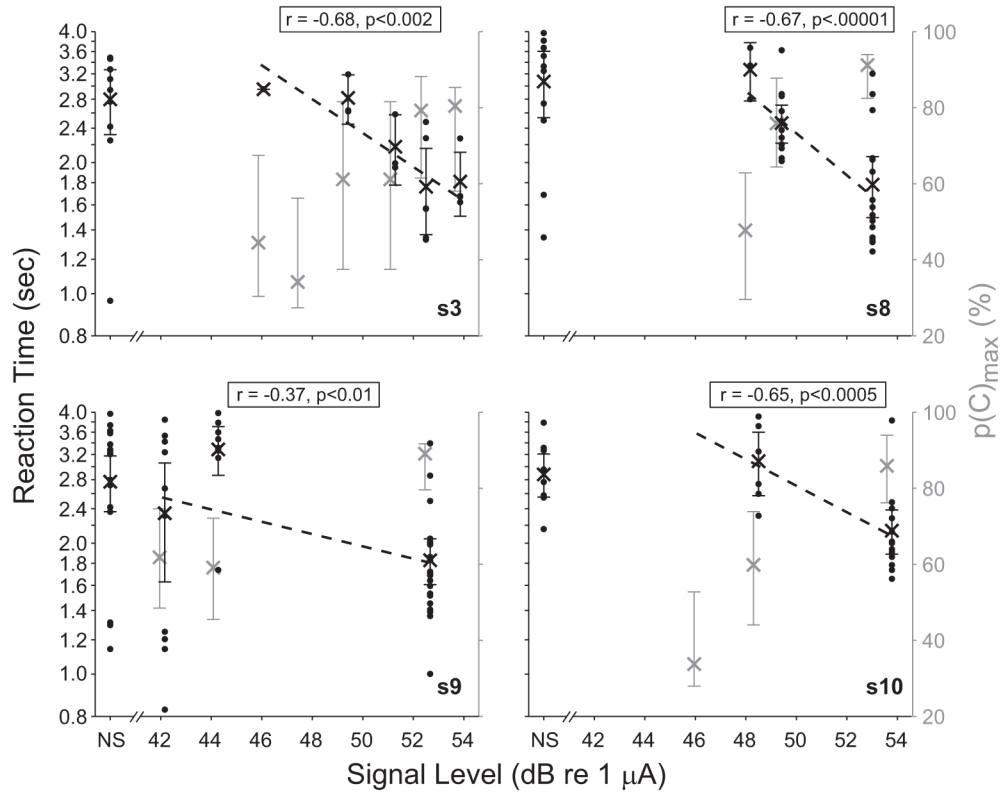 r = -0.68, p<0.002
r = -0.67, p<.00001
4.0
3.6
3.2
2.8
2.4
2.0
1.8
1.6
1.4
1.2
1.0
0.8
s3
s8
100
80
60
40
20
r = -0.37, p<0.01
r = -0.65, p<0.0005
4.0
3.6
3.2
2.8
2.4
2.0
1.8
1.6
1.4
1.2
1.0
0.8
s9
s10
100
80
60
40
20
NS 42 44 46 48 50 52 54
NS 42 44 46 48 50 52 54
Reaction Time (sec)
p(C)max (%)
Signal Level (dB re 1 μA)